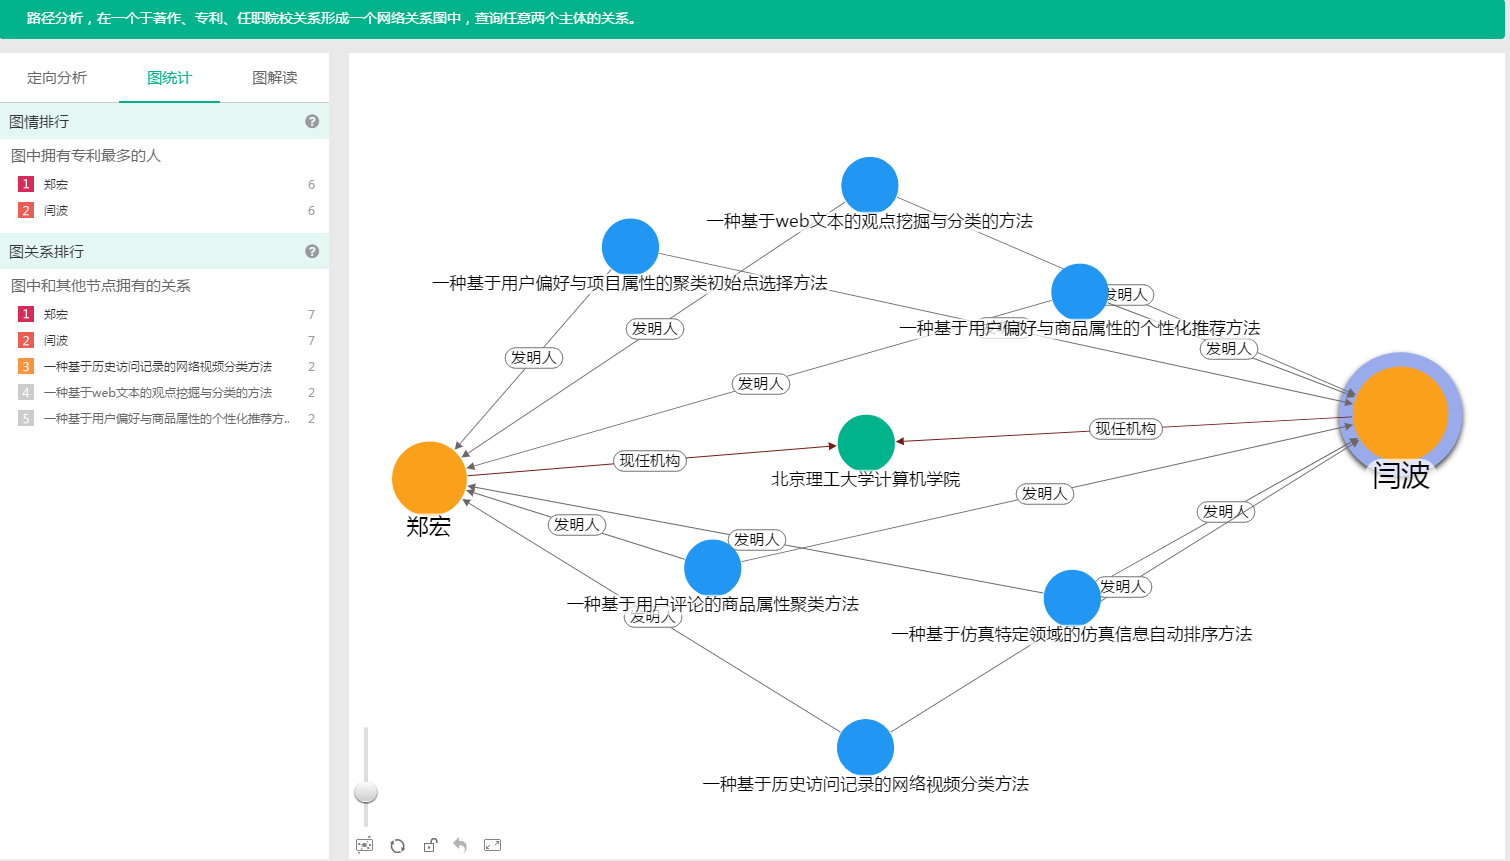 路径分析，在一个于著作、专利、任职院校关系形成一个网络关系图中，查询任意两个主体的关系。
定向分析
图统计
图解读
图情排行
?
图中拥有专利最多的人
1 郑宏 6
2 闫波 6
图关系排行
?
图中和其他节点拥有的关系
1 郑宏 7
2 闫波 7
3 一种基于历史访问记录的网络视频分类方法 2
4 一种基于web文本的观点挖掘与分类的方法 2
5 一种基于用户偏好与商品属性的个性化推荐方.. 2
一种基于web文本的观点挖掘与分类的方法
一种基于用户偏好与项目属性的聚类初始点选择方法
发明人
一种基于用户偏好与商品属性的个性化推荐方法
发明人
发明人
发明人
发明人
现任机构
现任机构
北京理工大学计算机学院
闫波
郑宏
发明人
发明人
发明人
发明人
发明人
一种基于用户评论的商品属性聚类方法
发明人
发明人
一种基于仿真特定领域的仿真信息自动排序方法
一种基于历史访问记录的网络视频分类方法